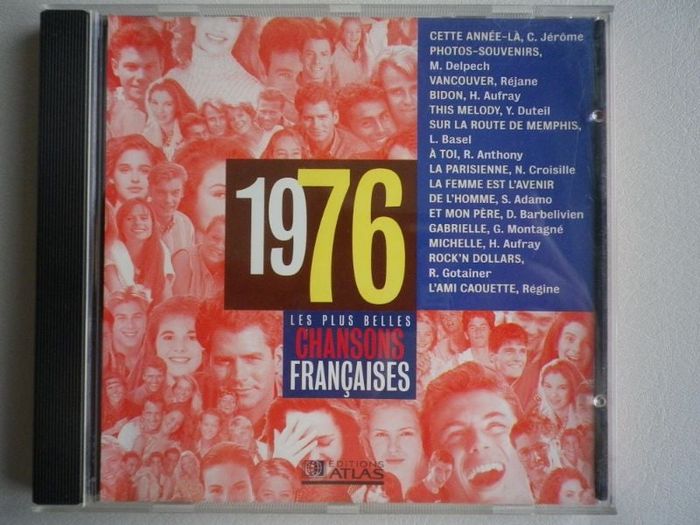 CETTE ANNÉE-LÀ, C. Jérôme
PHOTOS-SOUVENIRS,
M. Delpech
VANCOUVER, Réjane
BIDON, H. Aufray
THIS MELODY, Y. Duteil
SUR LA ROUTE DE MEMPHIS,
L. Basel
À TOI, R. Anthony
LA PARISIENNE, N. Croisille
LA FEMME EST L'AVENIR
DE L'HOMME, S. Adamo
ET MON PÈRE, D. Barbelivien
GABRIELLE, G. Montagné
MICHELLE, H. Aufray
ROCK'N DOLLARS,
R. Gotainer
L'AMI CAOUETTE, Régine
1976
LES PLUS BELLES
CHANSONS
FRANÇAISES
ÉDITIONS
ATLAS